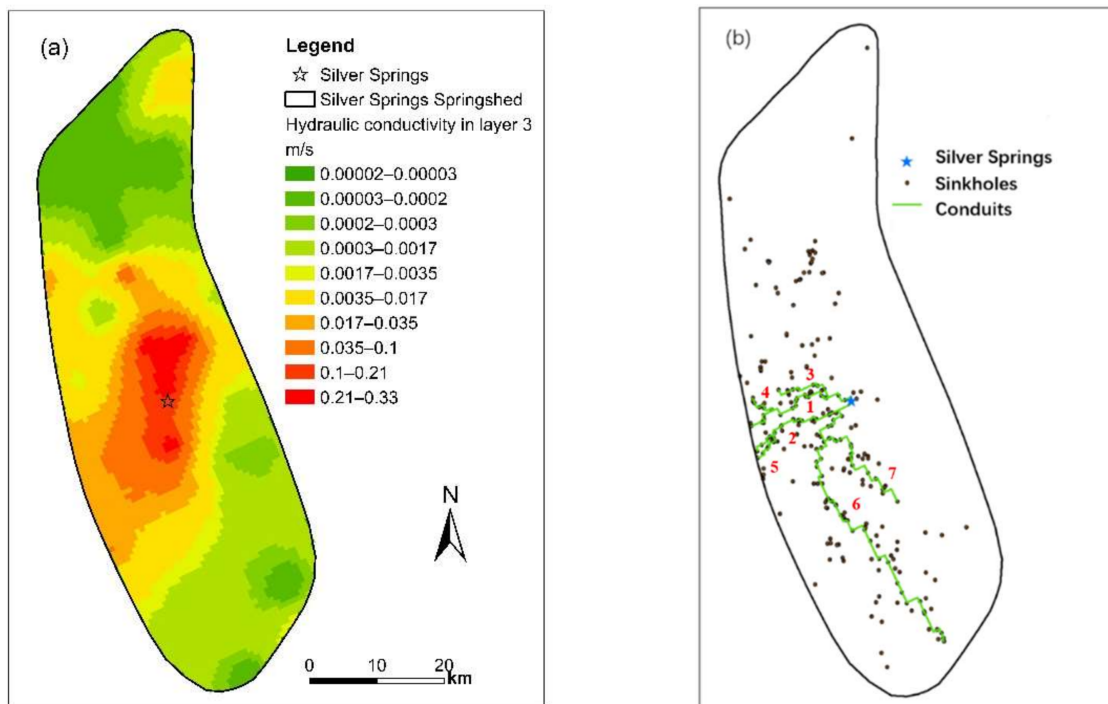 (a)
Legend
Silver Springs
Silver Springs Springshed
Hydraulic conductivity in layer 3
m/s
0.00002–0.00003
0.00003–0.0002
0.0002–0.0003
0.0003–0.0017
0.0017–0.0035
0.0035–0.017
0.017–0.035
0.035–0.1
0.1–0.21
0.21–0.33
N
0 10 20
km
(b)
Silver Springs
Sinkholes
Conduits
3
4
1
2
5
7
6